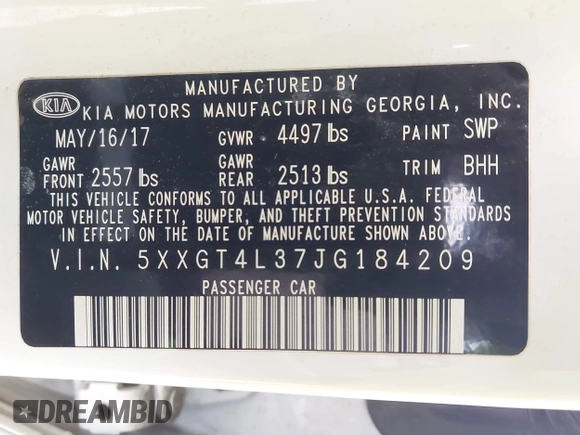 MANUFACTURED BY
KIA KIA MOTORS MANUFACTURING GEORGIA, INC.
MAY/16/17 GVWR 4497 lbs PAINT SWP
GAWR FRONT 2557 lbs GAWR REAR 2513 lbs TRIM BHH
THIS VEHICLE CONFORMS TO ALL APPLICABLE U.S.A. FEDERAL
MOTOR VEHICLE SAFETY, BUMPER, AND THEFT PREVENTION STANDARDS
IN EFFECT ON THE DATE OF MANUFACTURE SHOWN ABOVE.
V.I.N. 5XXGT4L37JG184209
PASSENGER CAR
DREAMBID